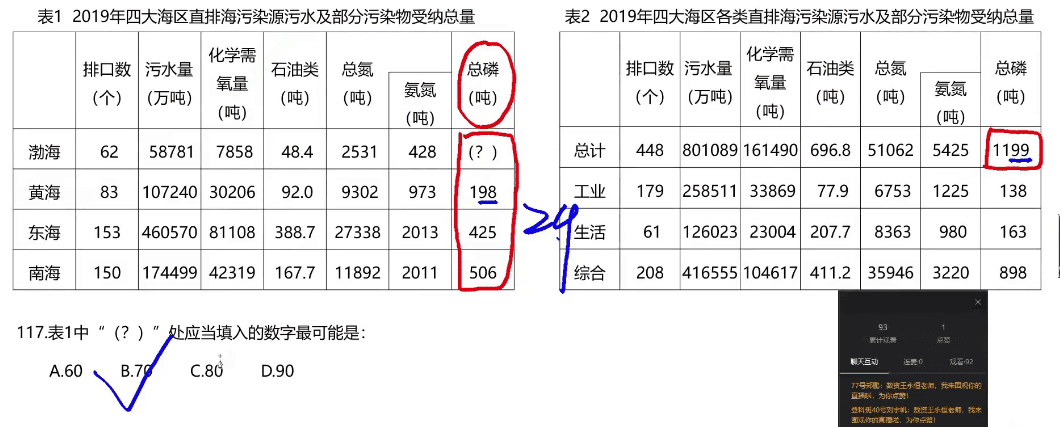 表1 2019年四大海区直排海污染源污水及部分污染物受纳总量
排口数（个） 污水量（万吨） 化学需氧量（吨） 石油类（吨） 总氮（吨） 氨氮（吨） 总磷（吨）
渤海 62 58781 7858 48.4 2531 428 （？）
黄海 83 107240 30206 92.0 9302 973 198
东海 153 460570 81108 388.7 27338 2013 425
南海 150 174499 42319 167.7 11892 2011 506
表2 2019年四大海区各类直排海污染源污水及部分污染物受纳总量
排口数（个） 污水量（万吨） 化学需氧量（吨） 石油类（吨） 总氮（吨） 氨氮（吨） 总磷（吨）
总计 448 801089 161490 696.8 51062 5425 1199
工业 179 258511 33869 77.9 6753 1225 138
生活 61 126023 23004 207.7 8363 980 163
综合 208 416555 104617 411.2 35946 3220 898
117.表1中“（？）”处应当填入的数字最可能是：
A.60 B.70 C.80 D.90
93 1
累计观看 点赞
聊天互动 连麦·0 观看·92